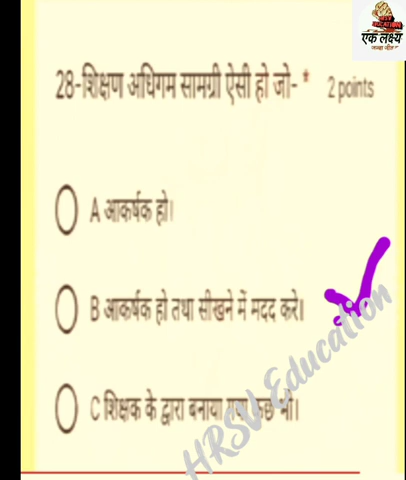 एक लक्ष्य
28-शिक्षण अधिगम सामग्री ऐसी हो जो- * 2 points
A आकर्षक हो।
B आकर्षक हो तथा सीखने में मदद करे।
C शिक्षक के द्वारा बनाया गया कुछ भी।
HRSV Education